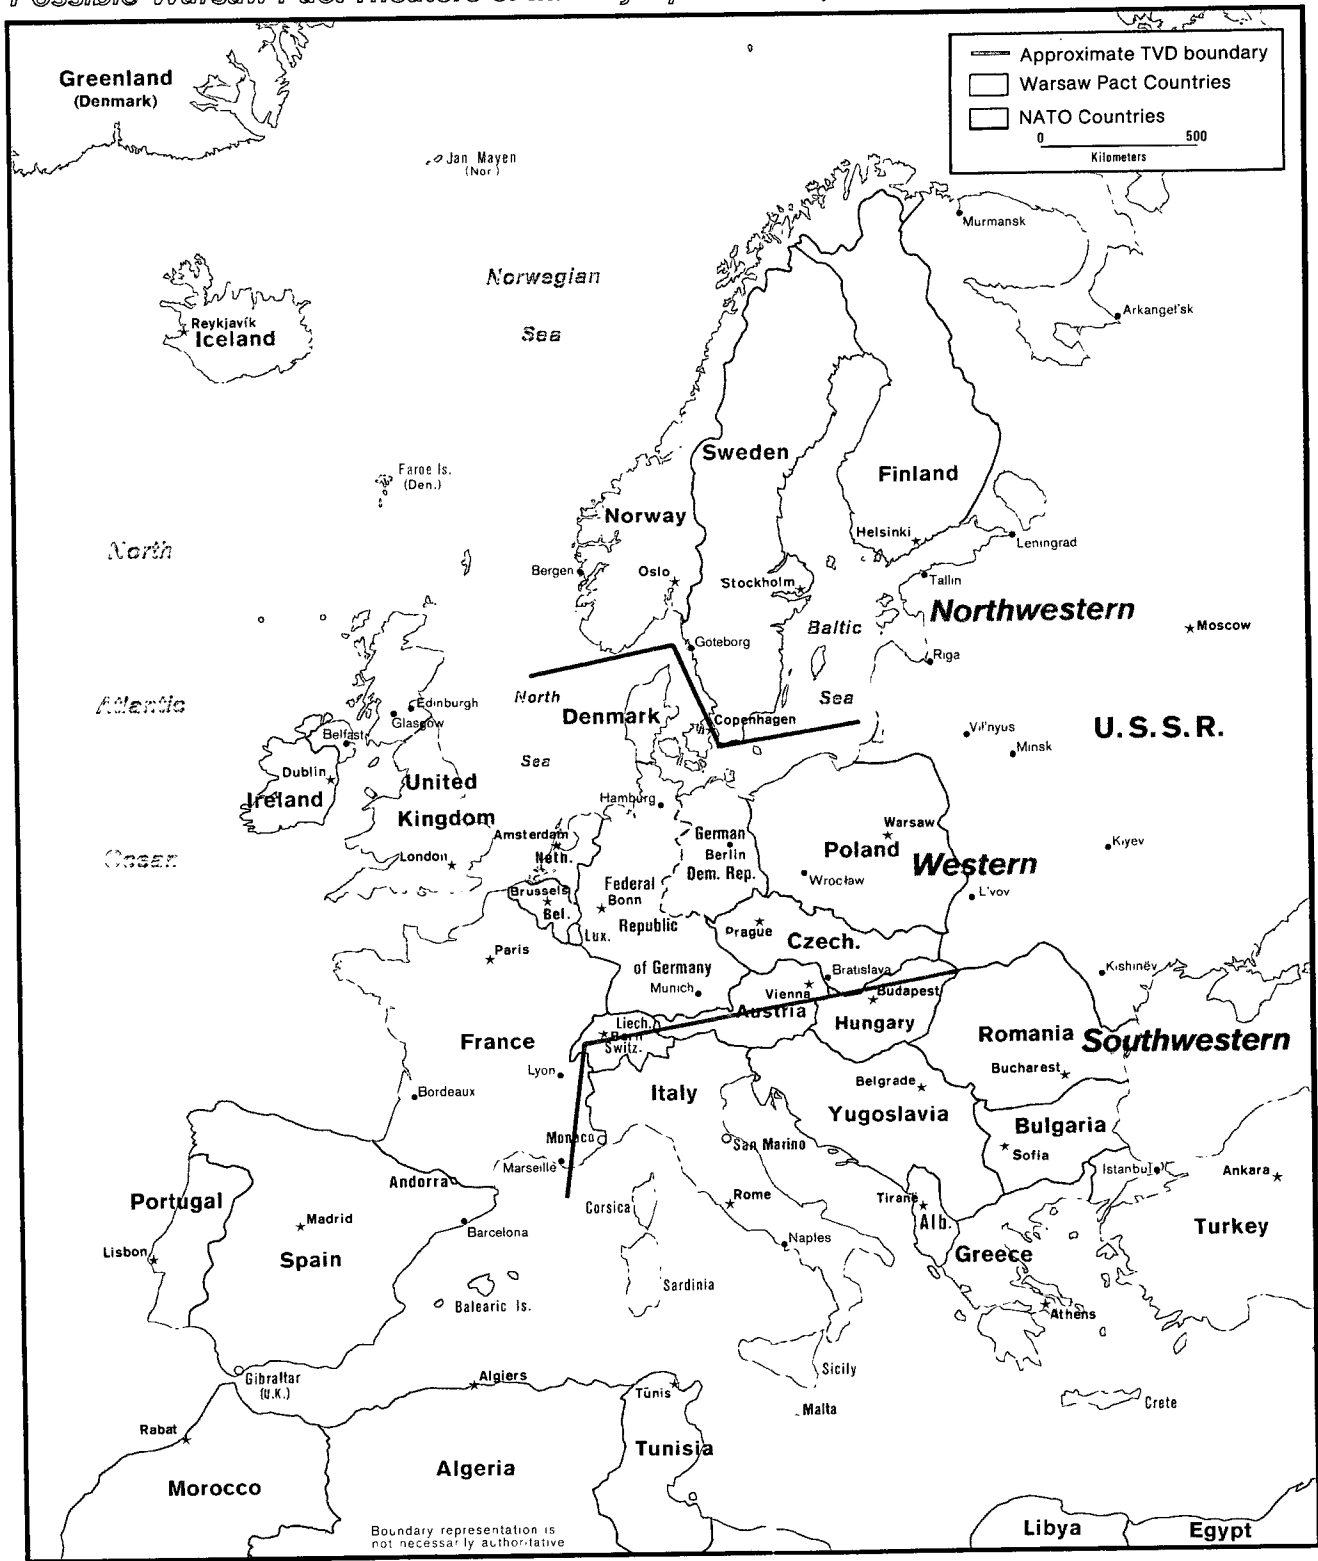 Possible Warsaw Pact Theaters of Military
Approximate TVD boundary
Warsaw Pact Countries
NATO Countries
0 500
Kilometers
Greenland
(Denmark)
Jan Mayen
(Nor)
Murmansk
Norwegian
Sea
Arkangel'sk
Reykjavík
Iceland
Sweden
Finland
Faroe Is.
(Den.)
Norway
Helsinki
Leningrad
North
Bergen
Oslo
Stockholm
Tallin
Northwestern
Baltic
Moscow
Goteborg
Riga
Sea
North
Atlantic
Edinburgh
Glasgow
Denmark
Copenhagen
Vil'nyus
U.S.S.R.
Belfast
Minsk
Sea
Dublin
United
Ireland
Hamburg
Kingdom
Amsterdam
German
Warsaw
Kiyev
Neth.
Berlin
Poland
Western
Ocean
London
Dem. Rep.
Wrocław
Brussels
Federal
L'vov
Bonn
Bel.
Republic
Lux.
Prague
Czech.
Paris
of Germany
Bratislava
Kishinëv
Munich
Vienna
Budapest
Austria
Hungary
Liech.
Bern
Switz.
France
Romania
Southwestern
Lyon
Bucharest
Belgrade
Bordeaux
Italy
Yugoslavia
Bulgaria
Monaco
San Marino
Sofia
Marseille
Istanbul
Ankara
Andorra
Portugal
Corsica
Rome
Tiranë
Madrid
Alb.
Turkey
Barcelona
Lisbon
Spain
Naples
Greece
Sardinia
Balearic Is.
Athens
Gibraltar
(U.K.)
Algiers
Sicily
Tunis
Malta
Crete
Rabat
Tunisia
Algeria
Morocco
Boundary representation is
not necessarily authoritative
Libya
Egypt